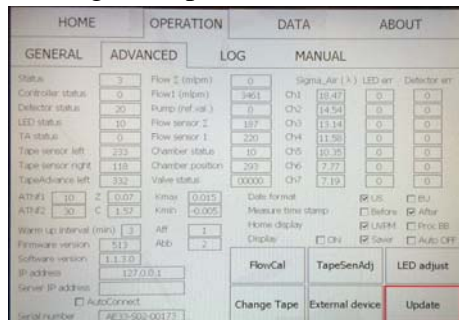 HOME OPERATION DATA ABOUT
GENERAL ADVANCED LOG MANUAL
Status 3 Flow Σ (mlpm) 0 Sigma_Air (λ) LED err Detector err
Controller status 0 Flow1 (mlpm) 3461 Ch1 18.47 0 0
Detector status 20 Pump (ref.val.) 0 Ch2 14.54 0 0
LED status 10 Flow sensor Σ 187 Ch3 13.14 0 0
TA status 0 Flow sensor 1 220 Ch4 11.58 0 0
Tape sensor left 233 Chamber status 10 Ch5 10.35 0 0
Tape sensor right 118 Chamber position 293 Ch6 7.77 0 0
TapeAdvance left 332 Valve status 00000 Ch7 7.19 0 0
ATNf1 10 Z 0.07 Kmax 0.015 Date format US EU
ATNf2 30 C 1.57 Kmin -0.005 Measure time stamp Before After
Warm up interval (min) 3 Aff 1 Home display UVPM Proc BB
Firmware version 513 Abb 2 Display ON Saver Auto OFF
Software version 1.1.3.0
IP address 127.0.0.1
Server IP address
AutoConnect
Serial number AE33-S02-00173
FlowCal TapeSenAdj LED adjust
Change Tape External device Update